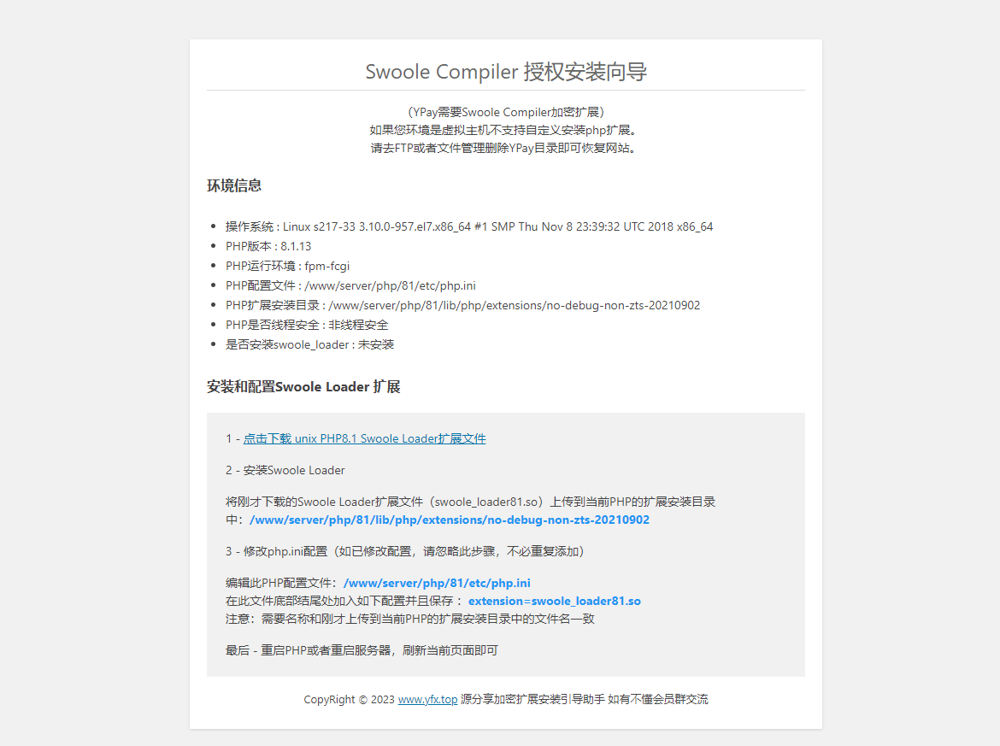 Swoole Compiler 授权安装向导
（YPay需要Swoole Compiler加密扩展）
如果您环境是虚拟主机不支持自定义安装php扩展。
请去FTP或者文件管理删除YPay目录即可恢复网站。
环境信息
操作系统 : Linux s217-33 3.10.0-957.el7.x86_64 #1 SMP Thu Nov 8 23:39:32 UTC 2018 x86_64
PHP版本 : 8.1.13
PHP运行环境 : fpm-fcgi
PHP配置文件 : /www/server/php/81/etc/php.ini
PHP扩展安装目录 : /www/server/php/81/lib/php/extensions/no-debug-non-zts-20210902
PHP是否线程安全 : 非线程安全
是否安装swoole_loader : 未安装
安装和配置Swoole Loader 扩展
1 - 点击下载 unix PHP8.1 Swoole Loader扩展文件
2 - 安装Swoole Loader
将刚才下载的Swoole Loader扩展文件（swoole_loader81.so）上传到当前PHP的扩展安装目录
中：/www/server/php/81/lib/php/extensions/no-debug-non-zts-20210902
3 - 修改php.ini配置（如已修改配置，请忽略此步骤，不必重复添加）
编辑此PHP配置文件：/www/server/php/81/etc/php.ini
在此文件底部结尾处加入如下配置并且保存 ：extension=swoole_loader81.so
注意：需要名称和刚才上传到当前PHP的扩展安装目录中的文件名一致
最后 - 重启PHP或者重启服务器，刷新当前页面即可
CopyRight © 2023 www.yfx.top 源分享加密扩展安装引导助手 如有不懂会员群交流